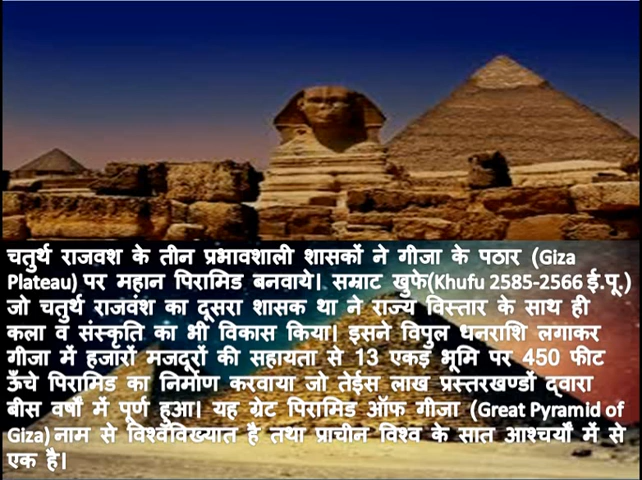 चतुर्थ राजवश के तीन प्रभावशाली शासकों ने गीजा के पठार (Giza
Plateau) पर महान पिरामिड बनवाये। सम्राट खुफे(Khufu 2585-2566 ई.पू.)
जो चतुर्थ राजवंश का दूसरा शासक था ने राज्य विस्तार के साथ ही
कला व संस्कृति का भी विकास किया। इसने विपुल धनराशि लगाकर
गीजा में हजारों मजदूरों की सहायता से 13 एकड़ भूमि पर 450 फीट
ऊँचे पिरामिड का निर्माण करवाया जो तेईस लाख प्रस्तरखण्डों द्वारा
बीस वर्षों में पूर्ण हुआ। यह ग्रेट पिरामिड ऑफ गीजा (Great Pyramid of
Giza) नाम से विश्वविख्यात है तथा प्राचीन विश्व के सात आश्चर्यों में से
एक है।